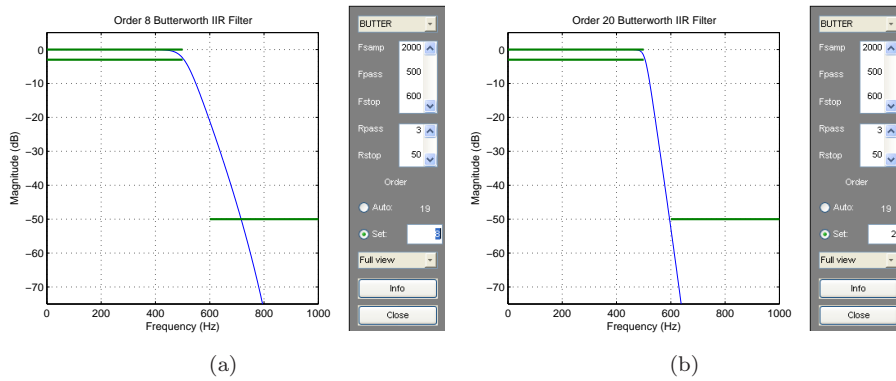 Order 8 Butterworth IIR Filter
0
−10
−20
−30
−40
−50
−60
−70
Magnitude (dB)
0 200 400 600 800 1000
Frequency (Hz)
BUTTER
Fsamp 2000
Fpass 500
Fstop 600
Rpass 3
Rstop 50
Order
Auto: 19
Set: 8
Full view
Info
Close
(a)
Order 20 Butterworth IIR Filter
0
−10
−20
−30
−40
−50
−60
−70
Magnitude (dB)
0 200 400 600 800 1000
Frequency (Hz)
BUTTER
Fsamp 2000
Fpass 500
Fstop 600
Rpass 3
Rstop 50
Order
Auto: 19
Set: 2
Full view
Info
Close
(b)